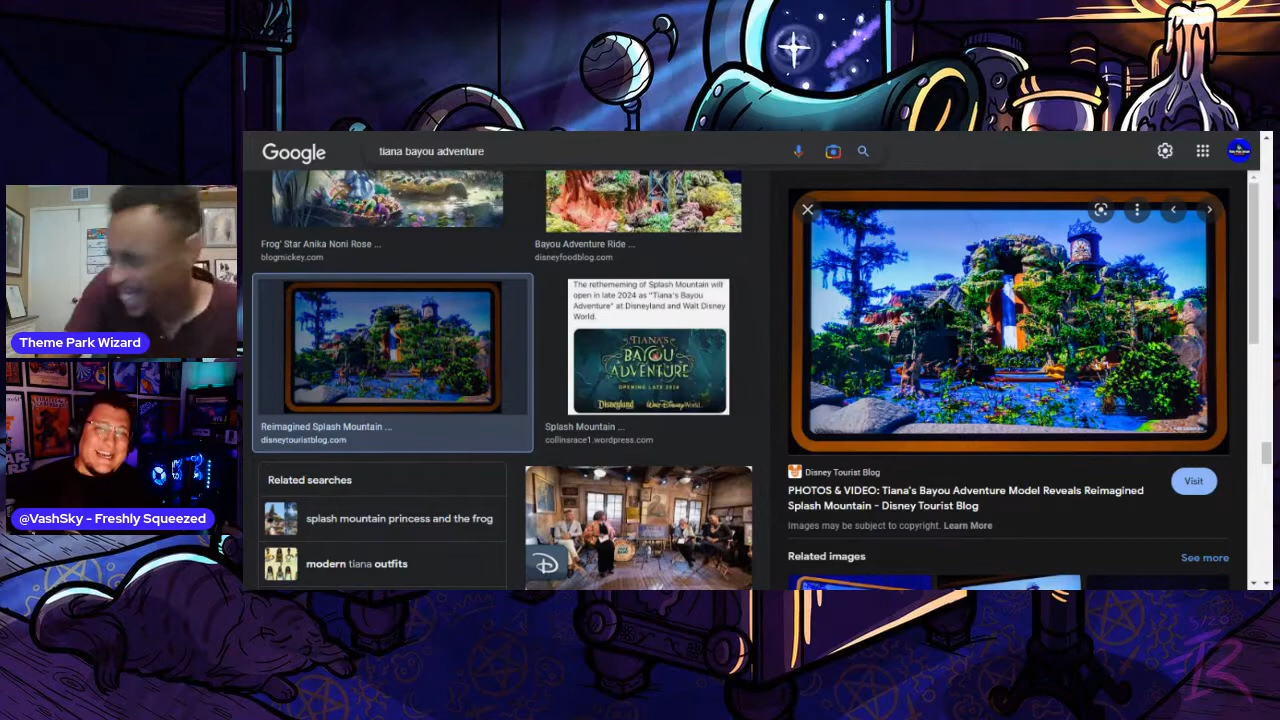 Google
tiana bayou adventure
Frog' Star Anika Noni Rose ...
blogmickey.com
Bayou Adventure Ride ...
disneyfoodblog.com
The rethemeing of Splash Mountain will
open in late 2024 as "Tiana's Bayou
Adventure" at Disneyland and Walt Disney
World.
TIANA'S
BAYOU
ADVENTURE
OPENING LATE 2024
Disneyland
Walt Disney World
Reimagined Splash Mountain ...
disneytouristblog.com
Splash Mountain ...
collinsrace1.wordpress.com
Related searches
splash mountain princess and the frog
modern tiana outfits
Disney Tourist Blog
Visit
PHOTOS & VIDEO: Tiana's Bayou Adventure Model Reveals Reimagined
Splash Mountain - Disney Tourist Blog
Images may be subject to copyright. Learn More
Related images
See more
Theme Park Wizard
STAR
WARS
@VashSky - Freshly Squeezed